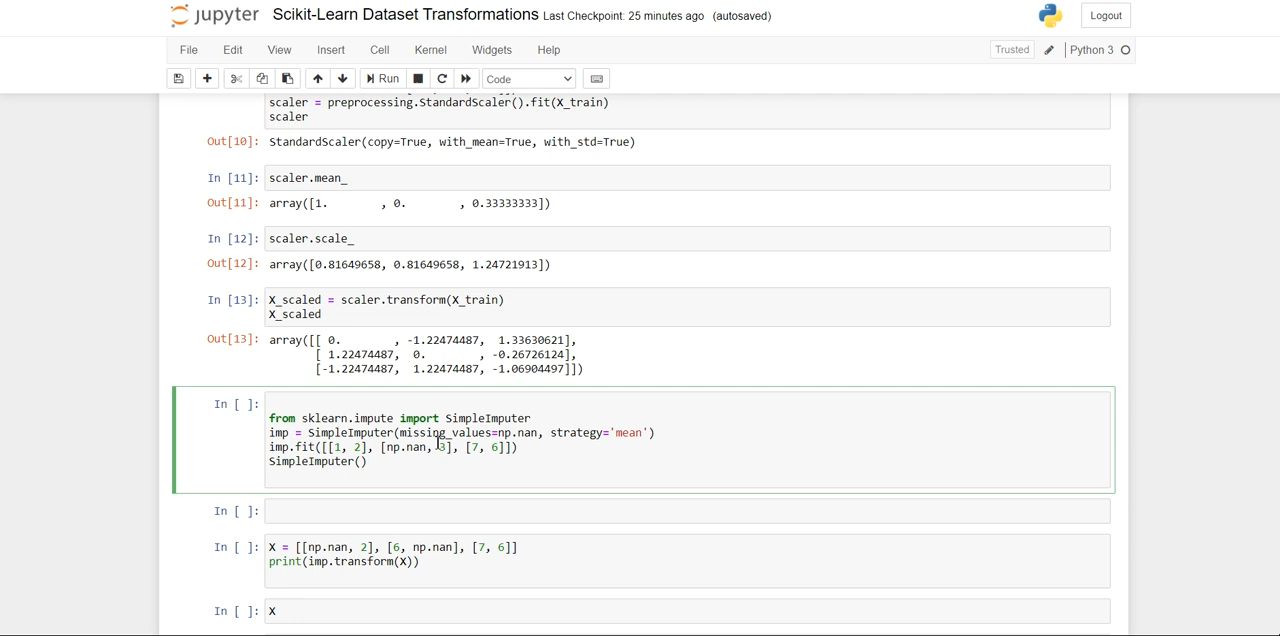 jupyter Scikit-Learn Dataset Transformations Last Checkpoint: 25 minutes ago (autosaved) Logout
File Edit View Insert Cell Kernel Widgets Help Trusted Python 3
Run Code
scaler = preprocessing.StandardScaler().fit(X_train)
scaler
Out[10]: StandardScaler(copy=True, with_mean=True, with_std=True)
In [11]: scaler.mean_
Out[11]: array([1. , 0. , 0.33333333])
In [12]: scaler.scale_
Out[12]: array([0.81649658, 0.81649658, 1.24721913])
In [13]: X_scaled = scaler.transform(X_train)
X_scaled
Out[13]: array([[ 0. , -1.22474487, 1.33630621],
[ 1.22474487, 0. , -0.26726124],
[-1.22474487, 1.22474487, -1.06904497]])
In [ ]:
from sklearn.impute import SimpleImputer
imp = SimpleImputer(missing_values=np.nan, strategy='mean')
imp.fit([[1, 2], [np.nan, 3], [7, 6]])
SimpleImputer()
In [ ]:
In [ ]: X = [[np.nan, 2], [6, np.nan], [7, 6]]
print(imp.transform(X))
In [ ]: X